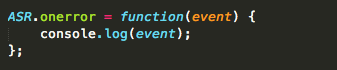 ASR.onerror = function(event) {
    console.log(event);
};